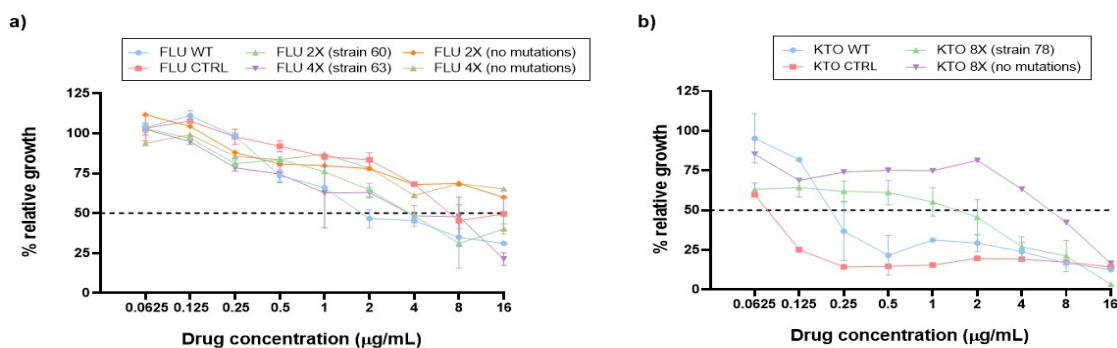 a)
FLU WT FLU 2X (strain 60) FLU 2X (no mutations)
FLU CTRL FLU 4X (strain 63) FLU 4X (no mutations)
% relative growth
125
100
75
50
25
0
0.0625 0.125 0.25 0.5 1 2 4 8 16
Drug concentration (μg/mL)
b)
KTO WT KTO 8X (strain 78)
KTO CTRL KTO 8X (no mutations)
% relative growth
125
100
75
50
25
0
0.0625 0.125 0.25 0.5 1 2 4 8 16
Drug concentration (μg/mL)